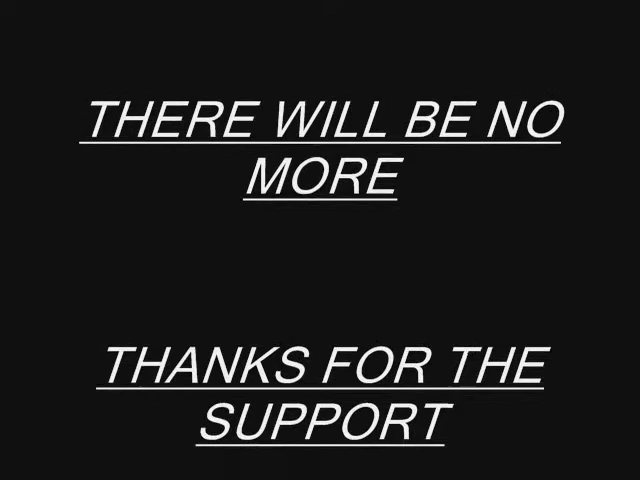 THERE WILL BE NO
MORE
THANKS FOR THE
SUPPORT